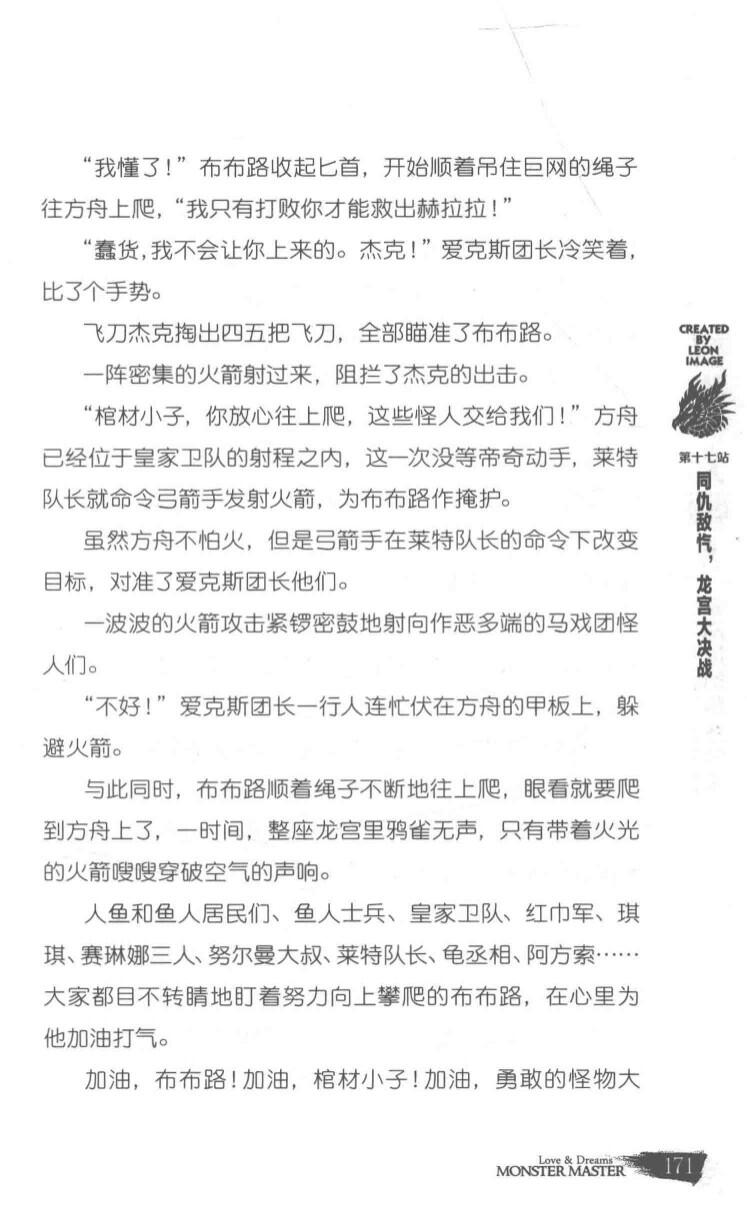 “我懂了！”布布路收起匕首，开始顺着吊住巨网的绳子
往方舟上爬，“我只有打败你才能救出赫拉拉！”
“蠢货，我不会让你上来的。杰克！”爱克斯团长冷笑着，
比了个手势。
飞刀杰克掏出四五把飞刀，全部瞄准了布布路。
一阵密集的火箭射过来，阻拦了杰克的出击。
“棺材小子，你放心往上爬，这些怪人交给我们！”方舟
已经位于皇家卫队的射程之内，这一次没等帝奇动手，莱特
队长就命令弓箭手发射火箭，为布布路作掩护。
虽然方舟不怕火，但是弓箭手在莱特队长的命令下改变
目标，对准了爱克斯团长他们。
一波波的火箭攻击紧锣密鼓地射向作恶多端的马戏团怪
人们。
“不好！”爱克斯团长一行人连忙伏在方舟的甲板上，躲
避火箭。
与此同时，布布路顺着绳子不断地往上爬，眼看就要爬
到方舟上了，一时间，整座龙宫里鸦雀无声，只有带着火光
的火箭嗖嗖穿破空气的声响。
人鱼和鱼人居民们、鱼人士兵、皇家卫队、红巾军、琪
琪、赛琳娜三人、努尔曼大叔、莱特队长、龟丞相、阿方索……
大家都目不转睛地盯着努力向上攀爬的布布路，在心里为
他加油打气。
加油，布布路！加油，棺材小子！加油，勇敢的怪物大
CREATED
BY
LEON
IMAGE
第十七站
同仇敌忾，龙宫大决战
Love & Dreams
MONSTER MASTER
171